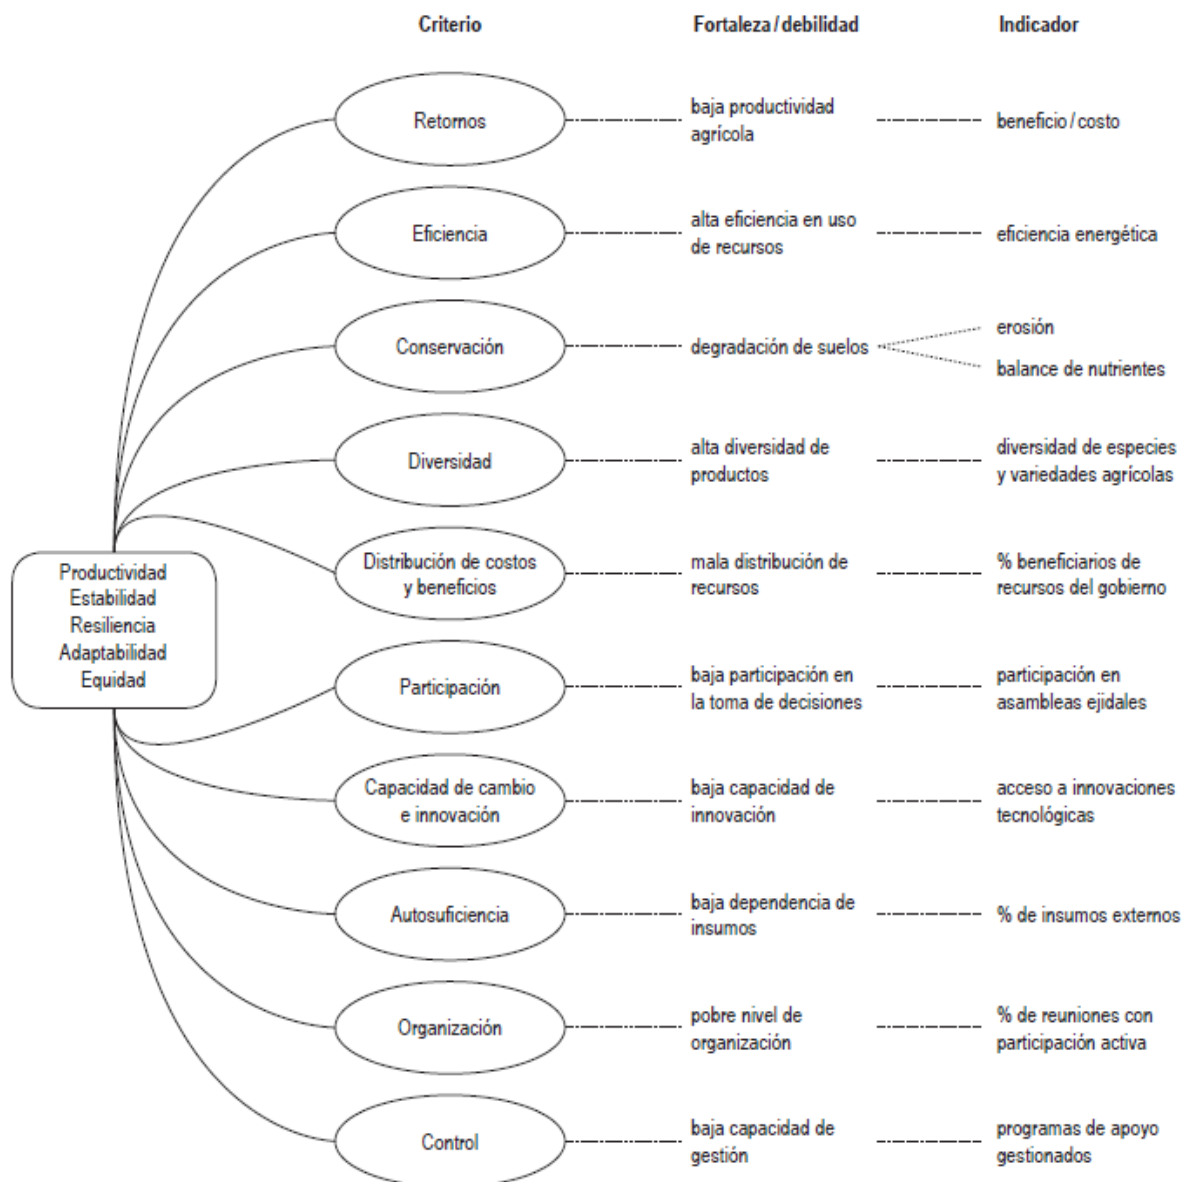 Criterio
Fortaleza / debilidad
Indicador
Retornos
baja productividad
agrícola
beneficio / costo
Eficiencia
alta eficiencia en uso
de recursos
eficiencia energética
Conservación
degradación de suelos
erosión
balance de nutrientes
Diversidad
alta diversidad de
productos
diversidad de especies
y variedades agrícolas
Productividad
Estabilidad
Resiliencia
Adaptabilidad
Equidad
Distribución de costos
y beneficios
mala distribución de
recursos
% beneficiarios de
recursos del gobierno
Participación
baja participación en
la toma de decisiones
participación en
asambleas ejidales
Capacidad de cambio
e innovación
baja capacidad de
innovación
acceso a innovaciones
tecnológicas
Autosuficiencia
baja dependencia de
insumos
% de insumos externos
Organización
pobre nivel de
organización
% de reuniones con
participación activa
Control
baja capacidad de
gestión
programas de apoyo
gestionados